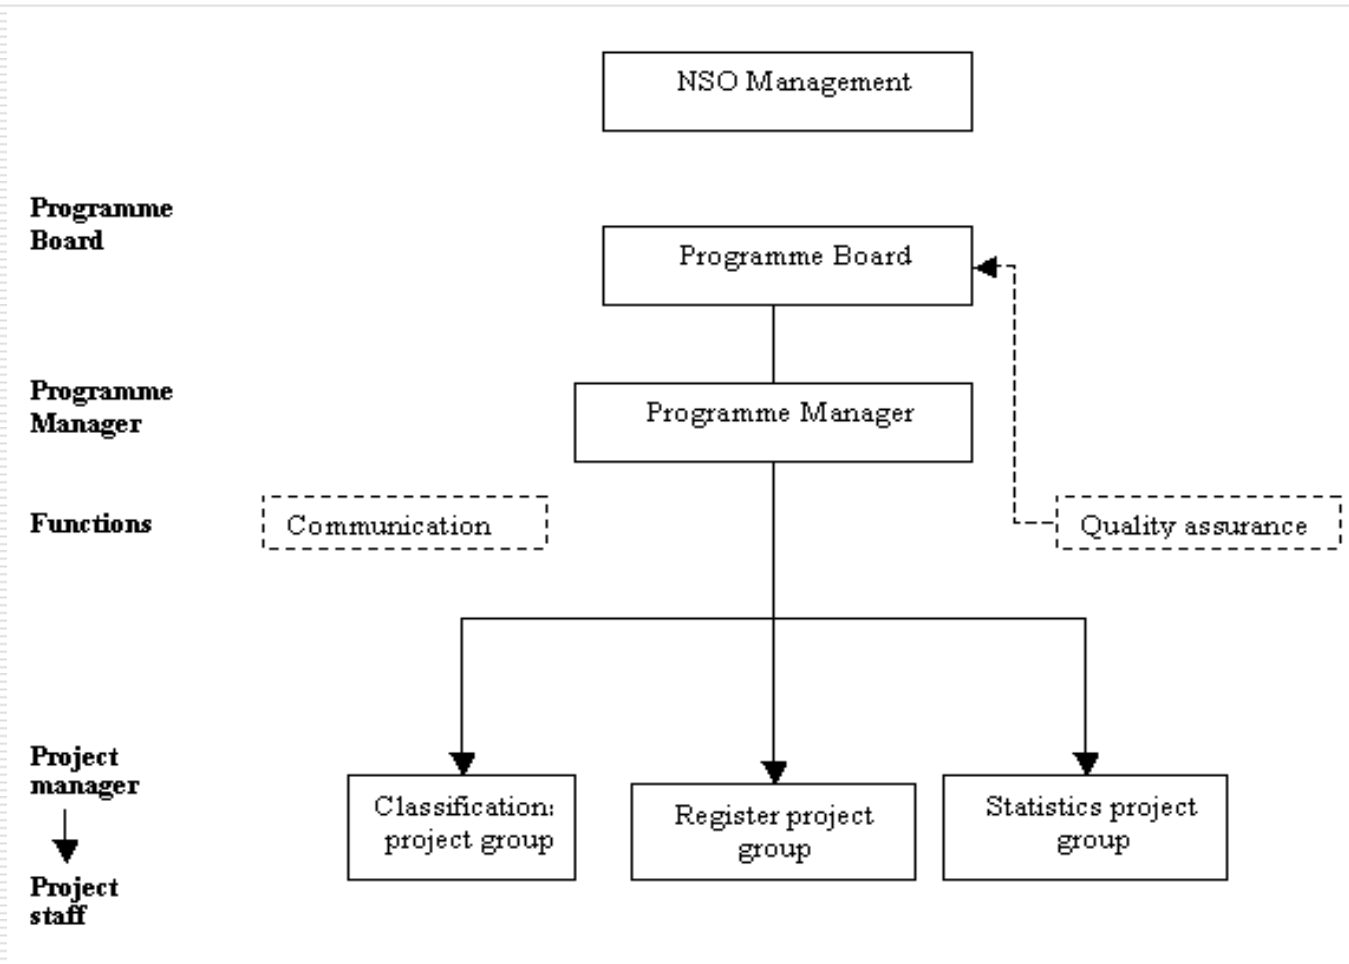 NSO Management
Programme
Board
Programme Board
Programme
Manager
Programme Manager
Functions
Communication
Quality assurance
Project
manager
Project
staff
Classification:
project group
Register project
group
Statistics project
group